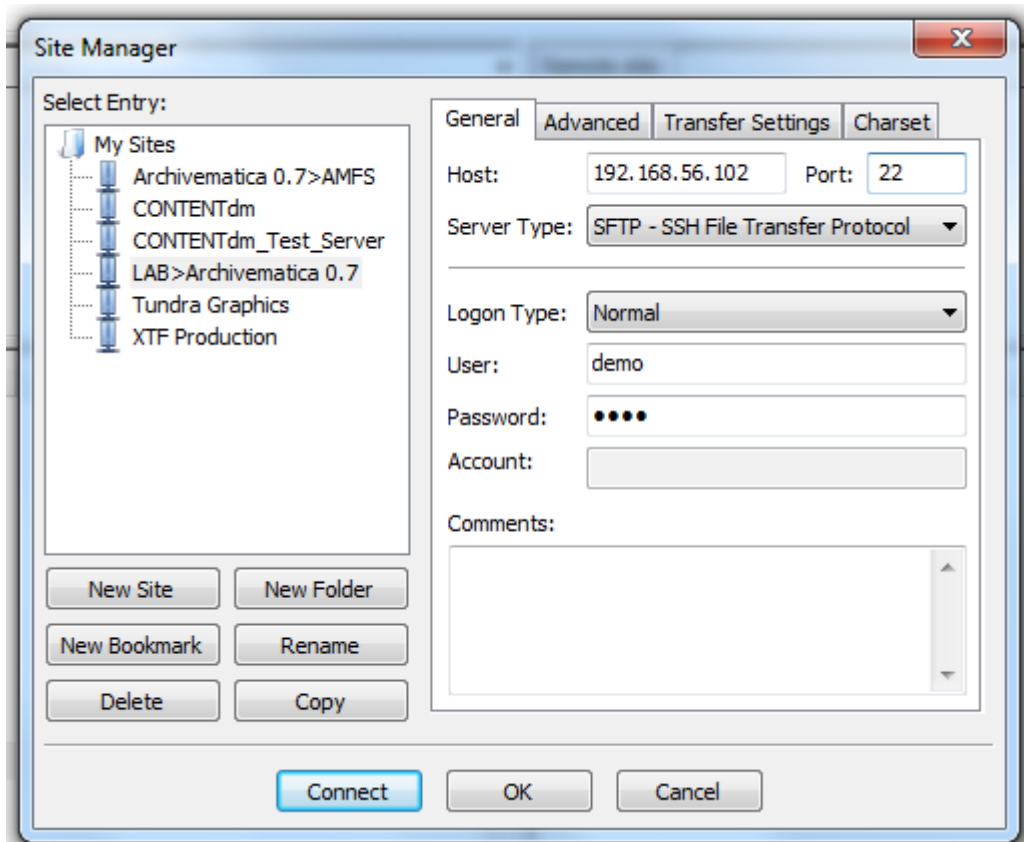 Site Manager
Select Entry:
My Sites
Archivematica 0.7>AMFS
CONTENTdm
CONTENTdm_Test_Server
LAB>Archivematica 0.7
Tundra Graphics
XTF Production
New Site New Folder
New Bookmark Rename
Delete Copy
General Advanced Transfer Settings Charset
Host: 192.168.56.102 Port: 22
Server Type: SFTP - SSH File Transfer Protocol
Logon Type: Normal
User: demo
Password: ●●●●
Account:
Comments:
Connect OK Cancel